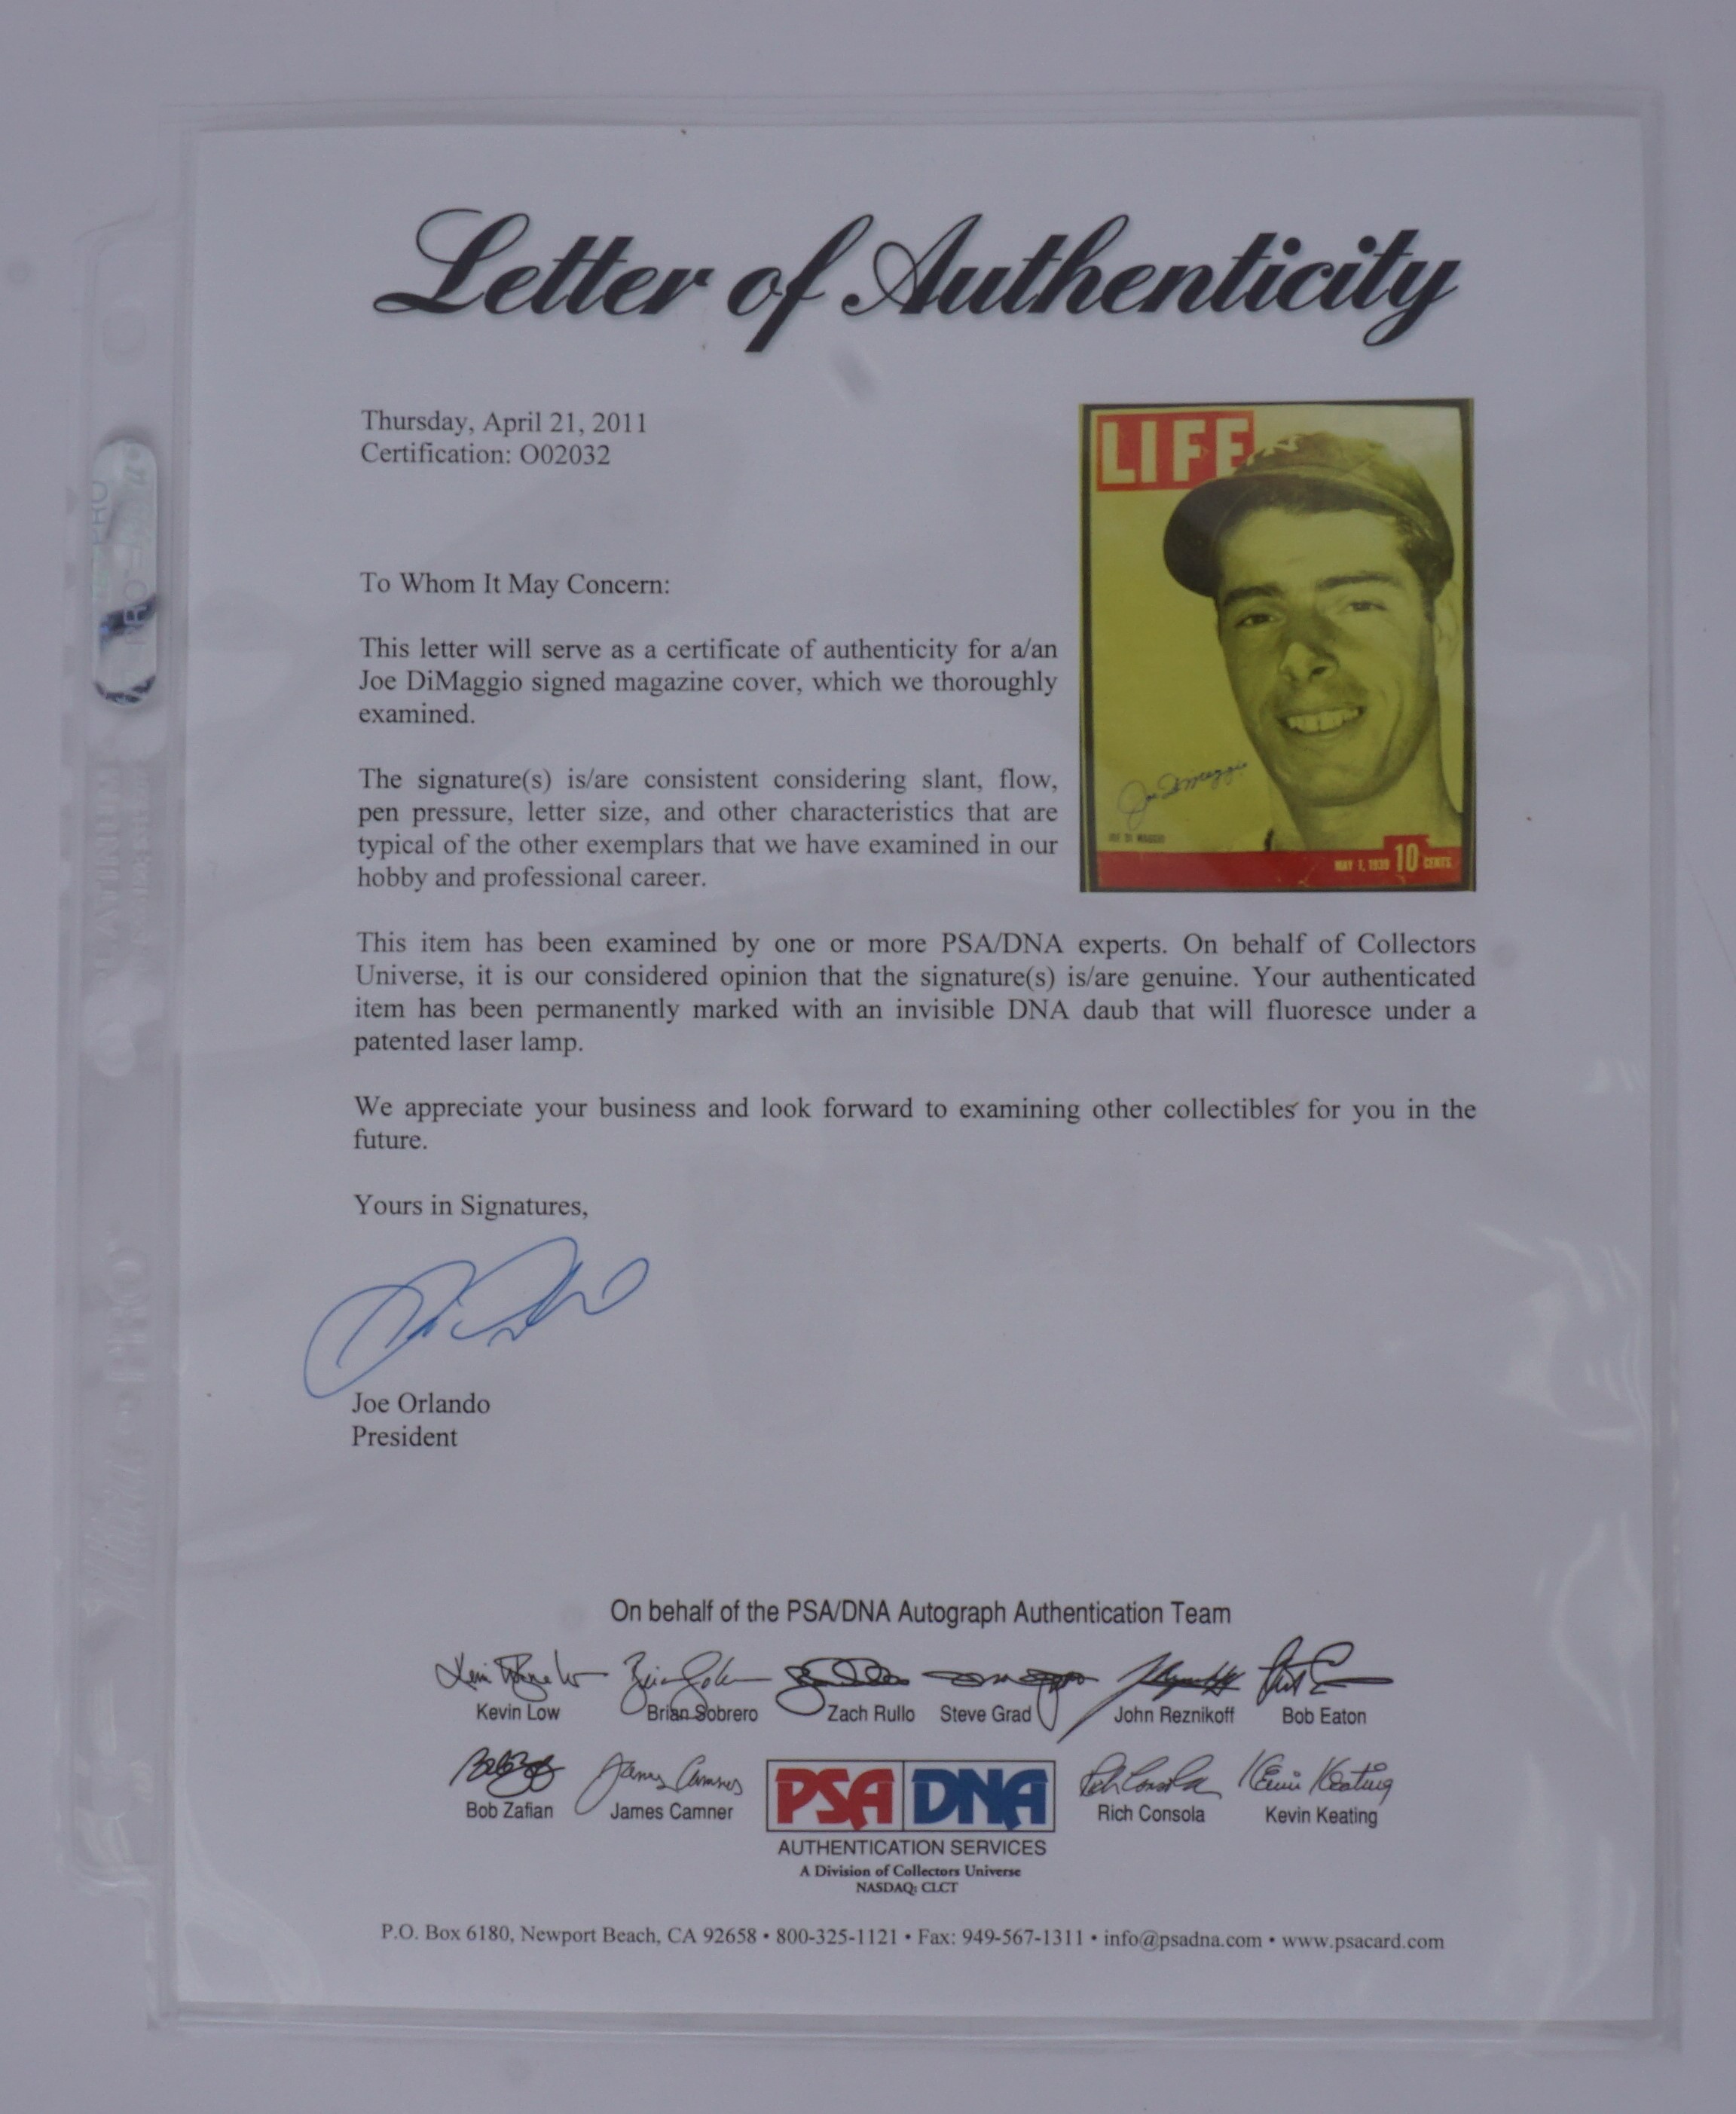 Letter of Authenticity
Thursday, April 21, 2011
Certification: O02032
LIFE
To Whom It May Concern:
This letter will serve as a certificate of authenticity for a/an
Joe DiMaggio signed magazine cover, which we thoroughly
examined.
The signature(s) is/are consistent considering slant, flow,
pen pressure, letter size, and other characteristics that are
typical of the other exemplars that we have examined in our
hobby and professional career.
Joe DiMaggio
JOE DI MAGGIO
MAY 1, 1939 10 CENTS
This item has been examined by one or more PSA/DNA experts. On behalf of Collectors
Universe, it is our considered opinion that the signature(s) is/are genuine. Your authenticated
item has been permanently marked with an invisible DNA daub that will fluoresce under a
patented laser lamp.
We appreciate your business and look forward to examining other collectibles for you in the
future.
Yours in Signatures,
Joe Orlando
President
On behalf of the PSA/DNA Autograph Authentication Team
Kevin Low Brian Sobrero Zach Rullo Steve Grad John Reznikoff Bob Eaton
Bob Zafian James Camner Rich Consola Kevin Keating
PSA DNA
AUTHENTICATION SERVICES
A Division of Collectors Universe
NASDAQ: CLCT
P.O. Box 6180, Newport Beach, CA 92658 • 800-325-1121 • Fax: 949-567-1311 • info@psadna.com • www.psacard.com
PLATINUM
PRO